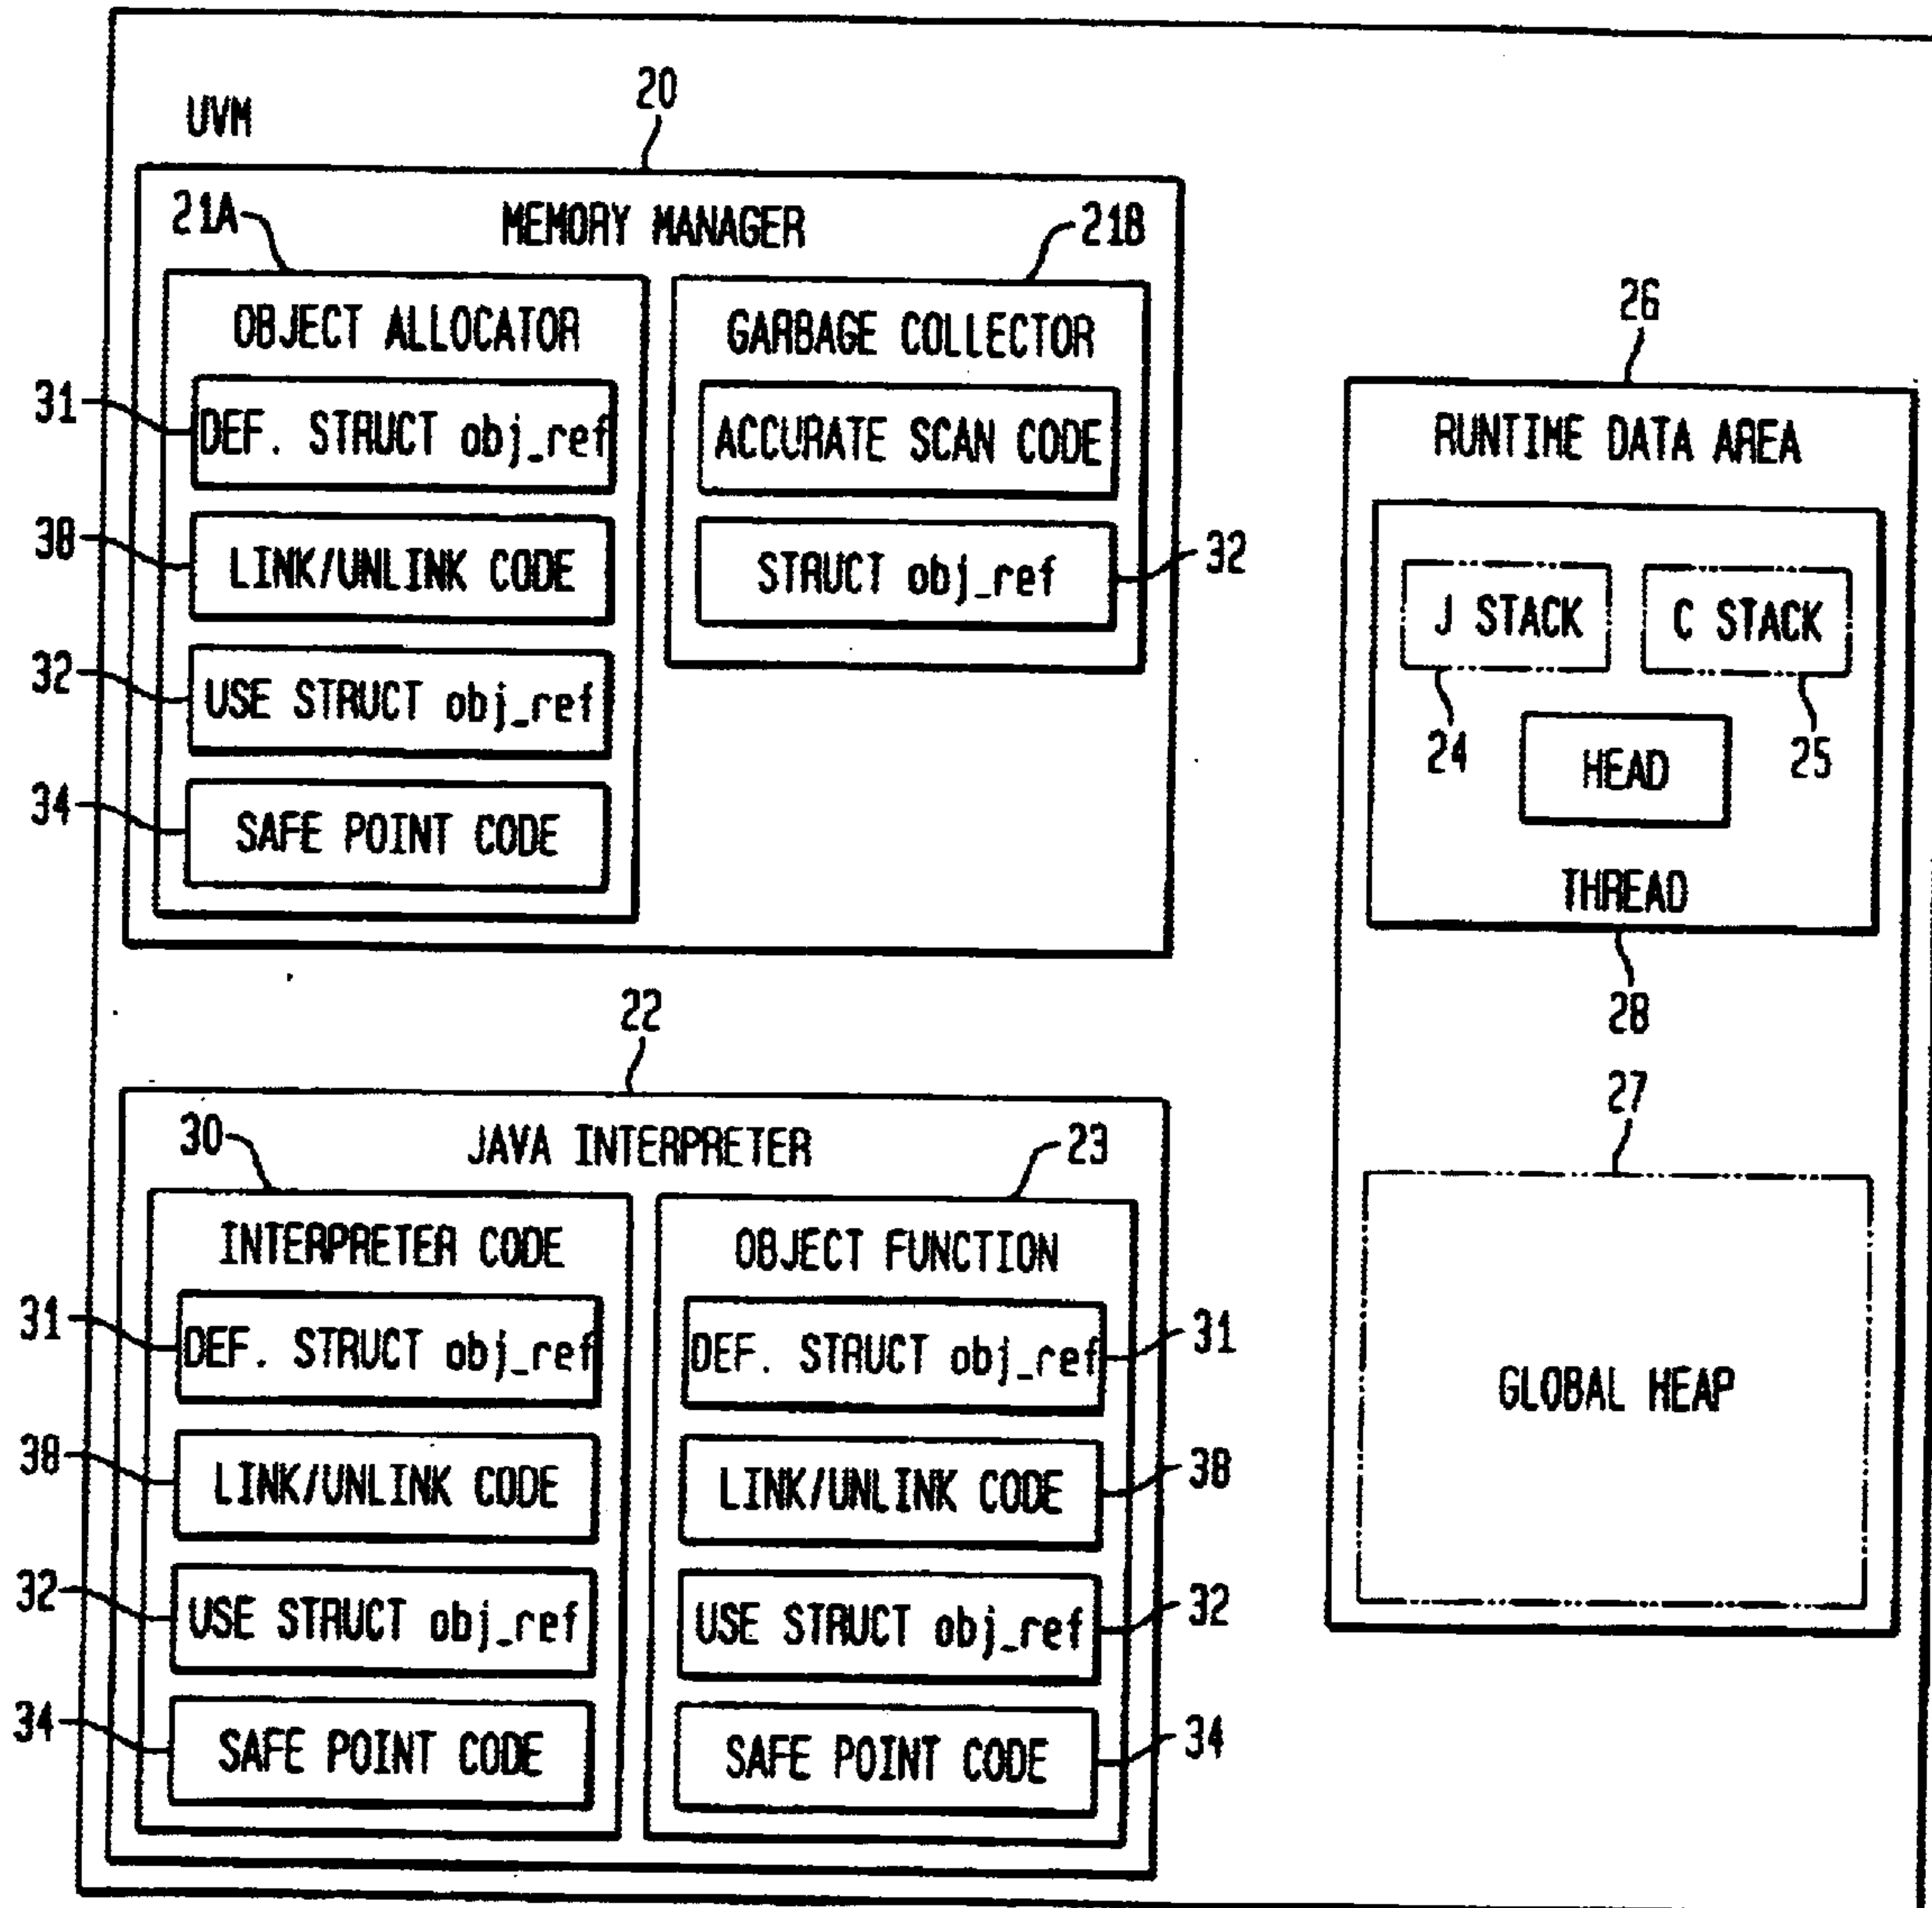 UVM
20
MEMORY MANAGER
21A
21B
OBJECT ALLOCATOR
31
DEF. STRUCT obj_ref
38
LINK/UNLINK CODE
32
USE STRUCT obj_ref
34
SAFE POINT CODE
GARBAGE COLLECTOR
ACCURATE SCAN CODE
STRUCT obj_ref
32
22
JAVA INTERPRETER
30
23
INTERPRETER CODE
31
DEF. STRUCT obj_ref
38
LINK/UNLINK CODE
32
USE STRUCT obj_ref
34
SAFE POINT CODE
OBJECT FUNCTION
DEF. STRUCT obj_ref
31
LINK/UNLINK CODE
38
USE STRUCT obj_ref
32
SAFE POINT CODE
34
26
RUNTIME DATA AREA
J STACK
C STACK
24
25
HEAD
THREAD
28
27
GLOBAL HEAP